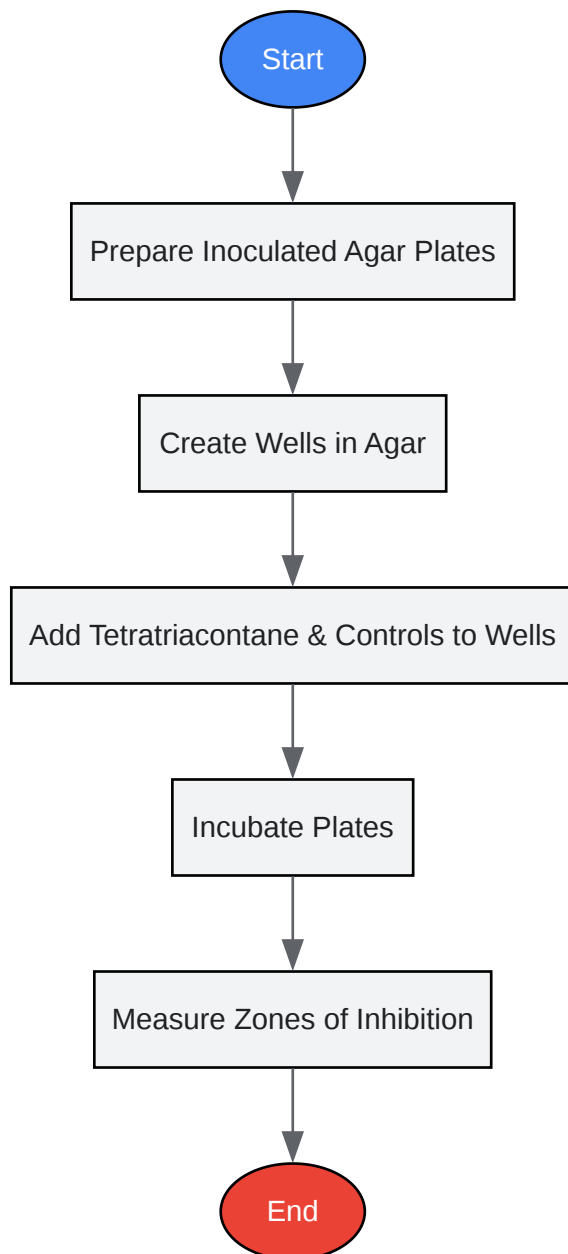 Start
Prepare Inoculated Agar Plates
Create Wells in Agar
Add Tetratriacontane & Controls to Wells
Incubate Plates
Measure Zones of Inhibition
End